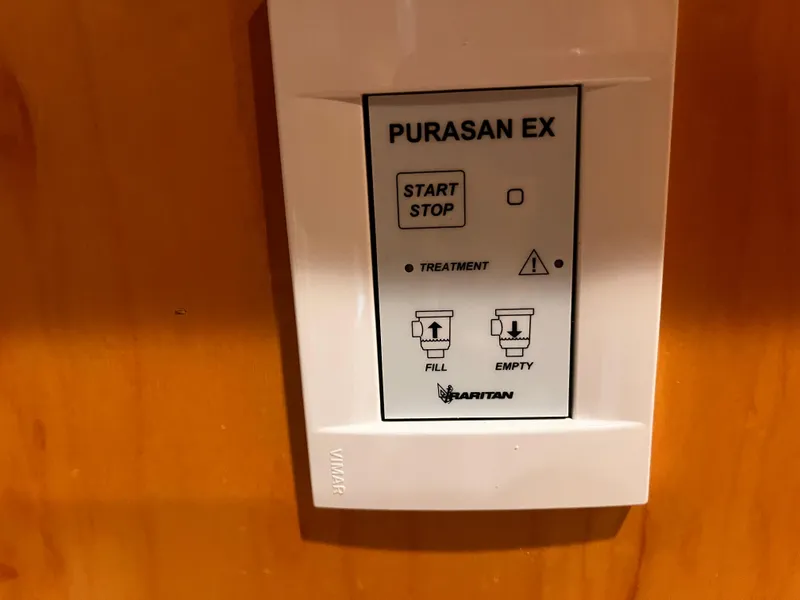 PURASAN EX
START
STOP
TREATMENT
FILL
EMPTY
RARITAN
VIMAR